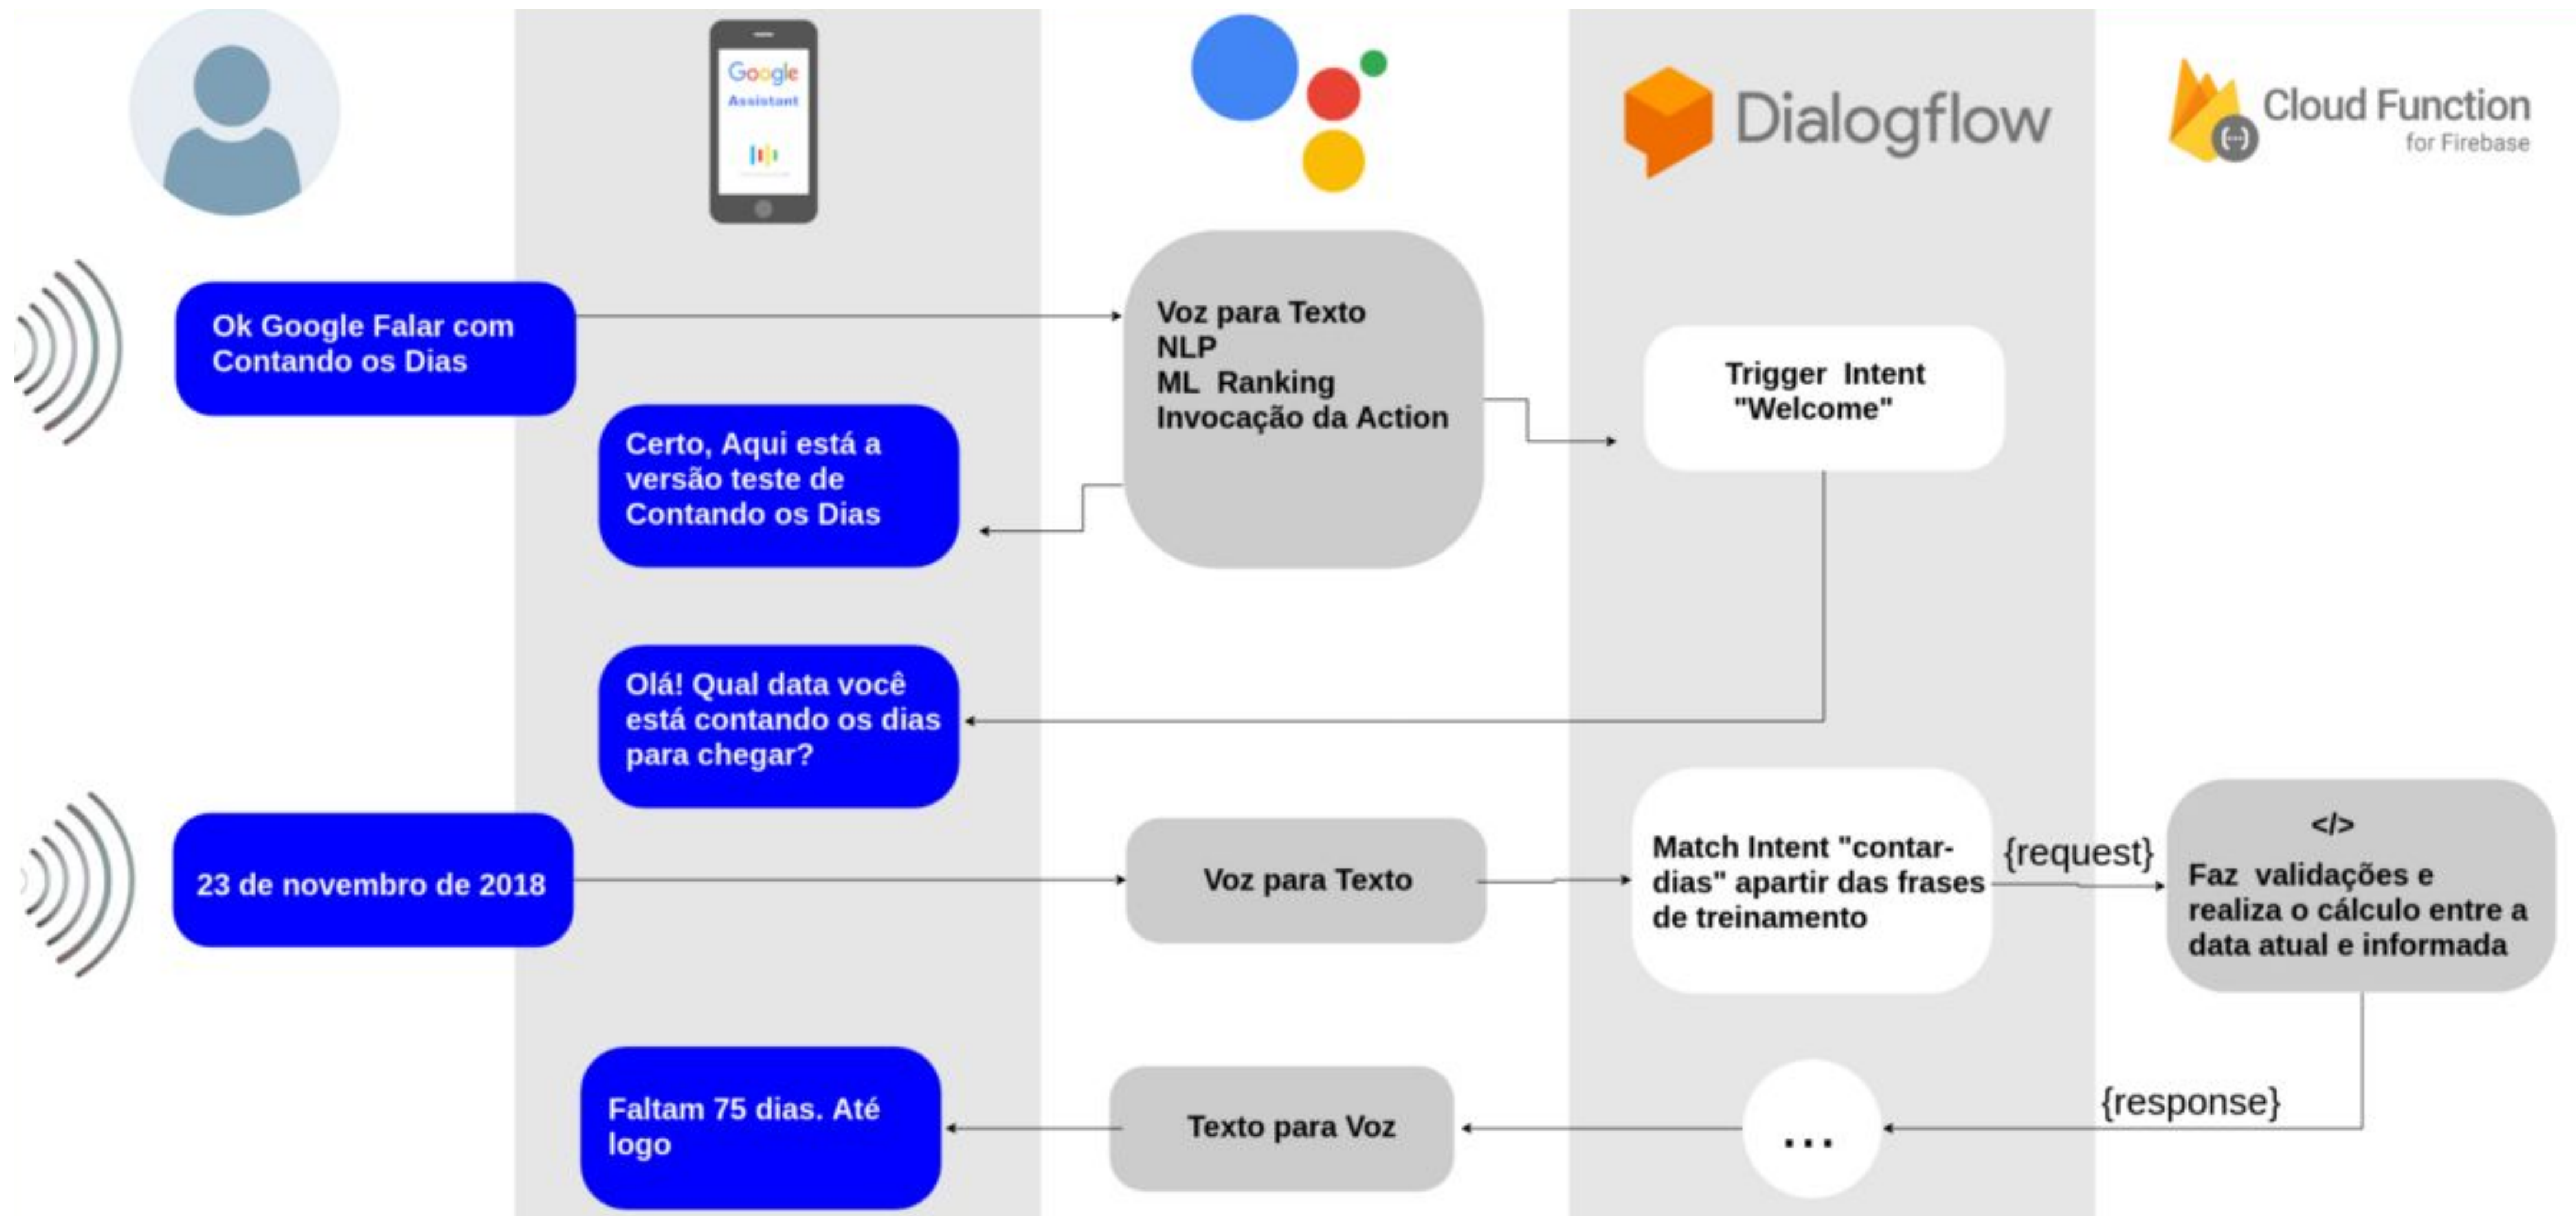 Google
Assistant
Dialogflow
Cloud Function
for Firebase
Ok Google Falar com
Contando os Dias
Voz para Texto
NLP
ML Ranking
Invocação da Action
Trigger Intent
"Welcome"
Certo, Aqui está a
versão teste de
Contando os Dias
Olá! Qual data você
está contando os dias
para chegar?
23 de novembro de 2018
Voz para Texto
Match Intent "contar-
dias" apartir das frases
de treinamento
{request}
</>
Faz validações e
realiza o cálculo entre a
data atual e informada
{response}
...
Texto para Voz
Faltam 75 dias. Até
logo